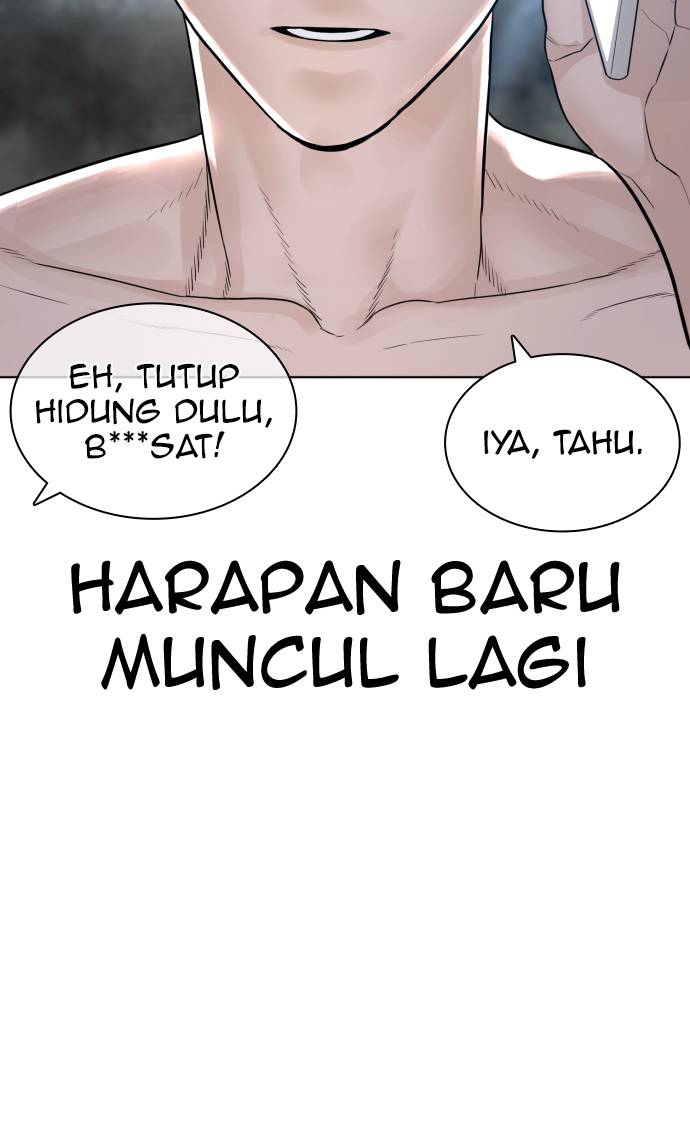 EH, TUTUP
HIDUNG DULU,
B***SAT!
IYA, TAHU.
HARAPAN BARU
MUNCUL LAGI